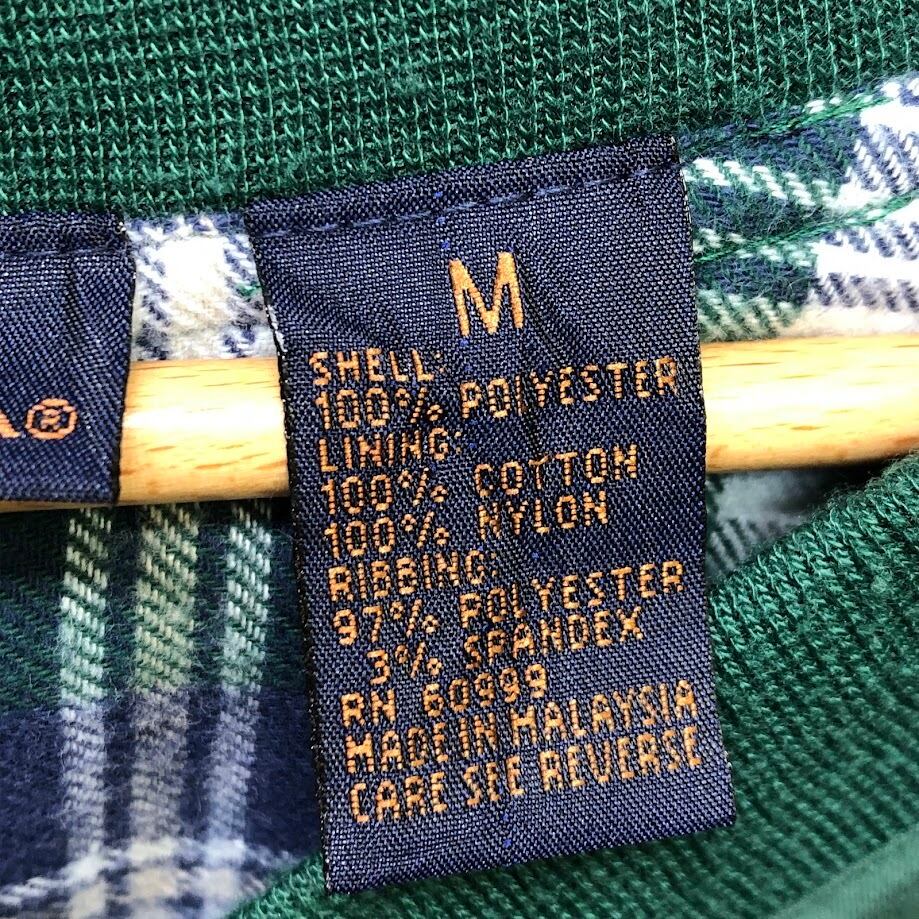 M
SHELL:
100% POLYESTER
LINING:
100% COTTON
100% NYLON
RIBBING:
97% POLYESTER
3% SPANDEX
RN 60999
MADE IN MALAYSIA
CARE SEE REVERSE
A®